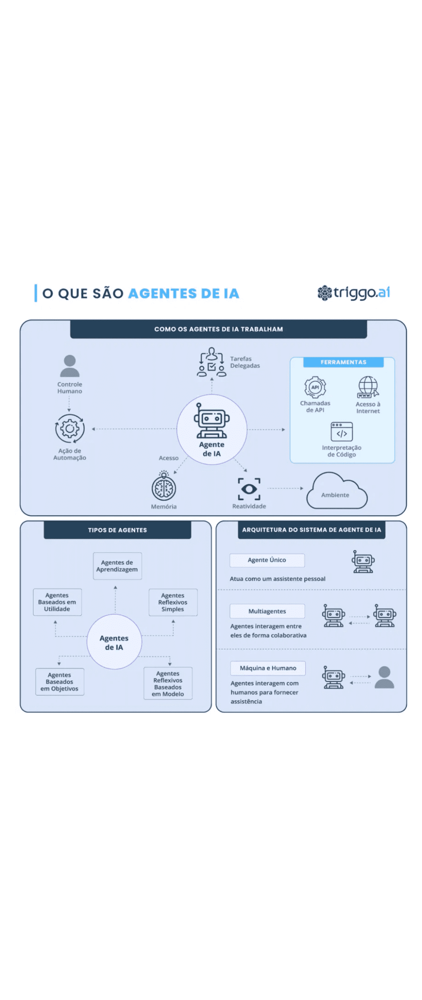 O QUE SÃO AGENTES DE IA
triggo.ai
COMO OS AGENTES DE IA TRABALHAM
Controle
Humano
Ação de
Automação
Tarefas
Delegadas
Agente
de IA
Acesso
Memória
Reatividade
Ambiente
FERRAMENTAS
API
Chamadas
de API
WWW
Acesso à
Internet
</>
Interpretação
de Código
TIPOS DE AGENTES
Agentes de
Aprendizagem
Agentes
Baseados em
Utilidade
Agentes
Reflexivos
Simples
Agentes
de IA
Agentes
Baseados
em Objetivos
Agentes
Reflexivos
Baseados
em Modelo
ARQUITETURA DO SISTEMA DE AGENTE DE IA
Agente Único
Atua como um assistente pessoal
Multiagentes
Agentes interagem entre
eles de forma colaborativa
Máquina e Humano
Agentes interagem com
humanos para fornecer
assistência